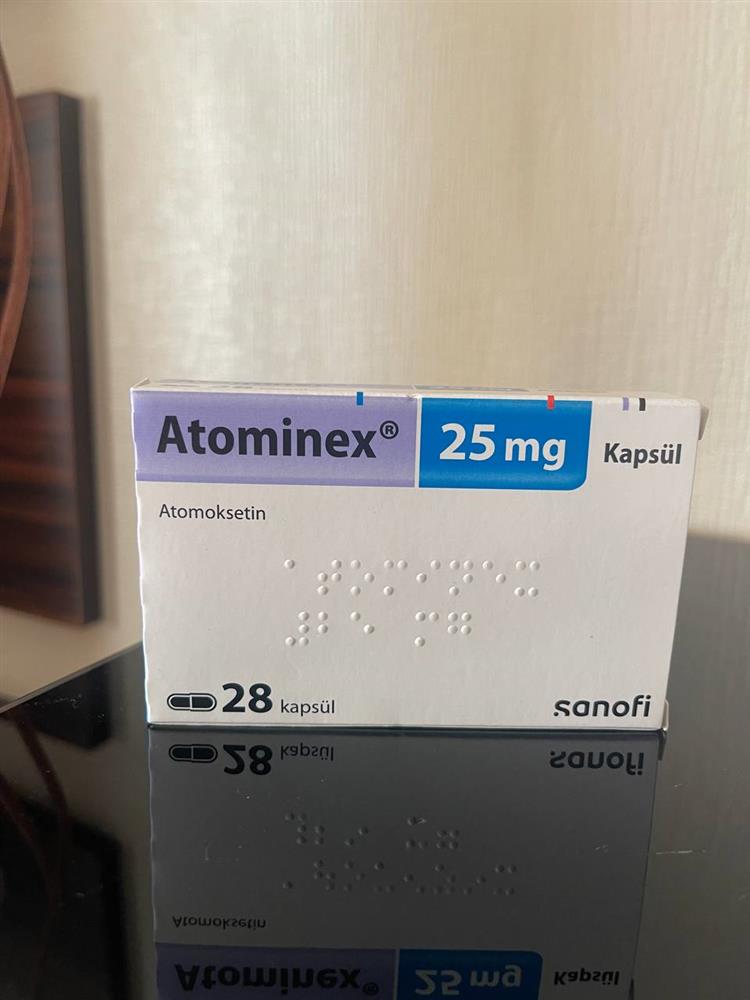 Atominex® 25 mg Kapsül
Atomoksetin
28 kapsül
sanofi